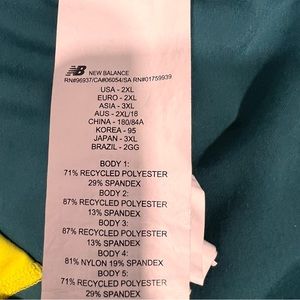 NB NEW BALANCE
RN#96937/CA#06054/SA RN#01759939
USA - 2XL
EURO - 2XL
ASIA - 3XL
AUS - 2XL/18
CHINA - 180/84A
KOREA - 95
JAPAN - 3XL
BRAZIL - 2GG
BODY 1:
71% RECYCLED POLYESTER
29% SPANDEX
BODY 2:
87% RECYCLED POLYESTER
13% SPANDEX
BODY 3:
87% RECYCLED POLYESTER
13% SPANDEX
BODY 4:
81% NYLON 19% SPANDEX
BODY 5:
71% RECYCLED POLYESTER
29% SPANDEX